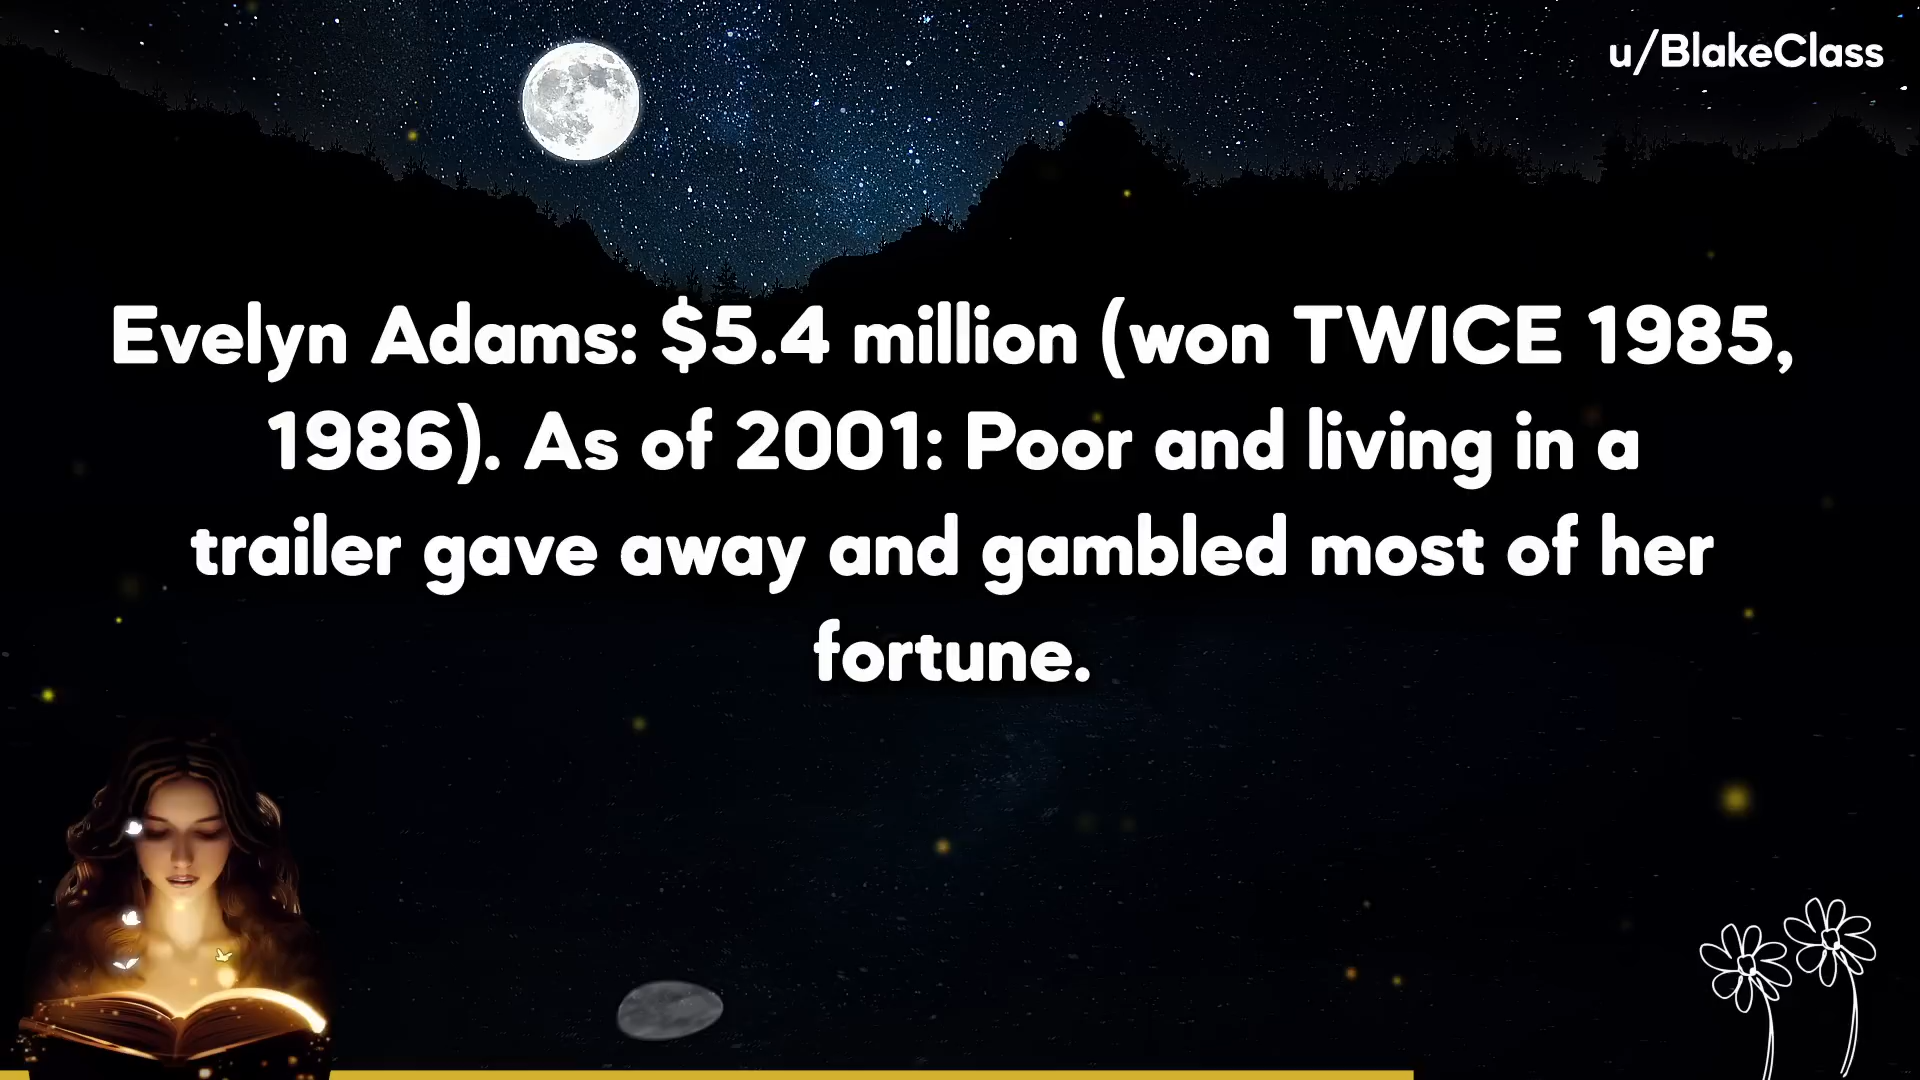 u/BlakeClass
Evelyn Adams: $5.4 million (won TWICE 1985,
1986). As of 2001: Poor and living in a
trailer gave away and gambled most of her
fortune.